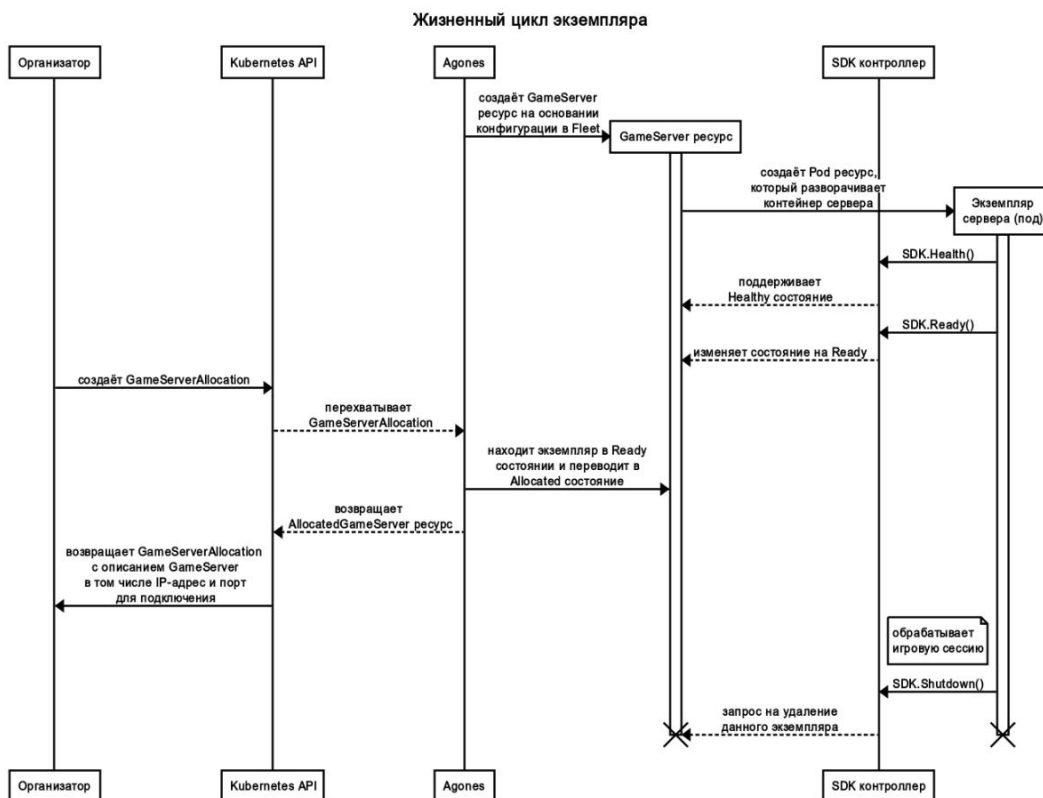 Жизненный цикл экземпляра
Организатор
Kubernetes API
Agones
SDK контроллер
создаёт GameServer
ресурс на основании
конфигурации в Fleet
GameServer ресурс
создаёт Pod ресурс,
который разворачивает
контейнер сервера
Экземпляр
сервера (под)
SDK.Health()
поддерживает
Healthy состояние
SDK.Ready()
изменяет состояние на Ready
создаёт GameServerAllocation
перехватывает
GameServerAllocation
находит экземпляр в Ready
состоянии и переводит в
Allocated состояние
возвращает
AllocatedGameServer ресурс
возвращает GameServerAllocation
с описанием GameServer
в том числе IP-адрес и порт
для подключения
обрабатывает
игровую сессию
SDK.Shutdown()
запрос на удаление
данного экземпляра
Организатор
Kubernetes API
Agones
SDK контроллер